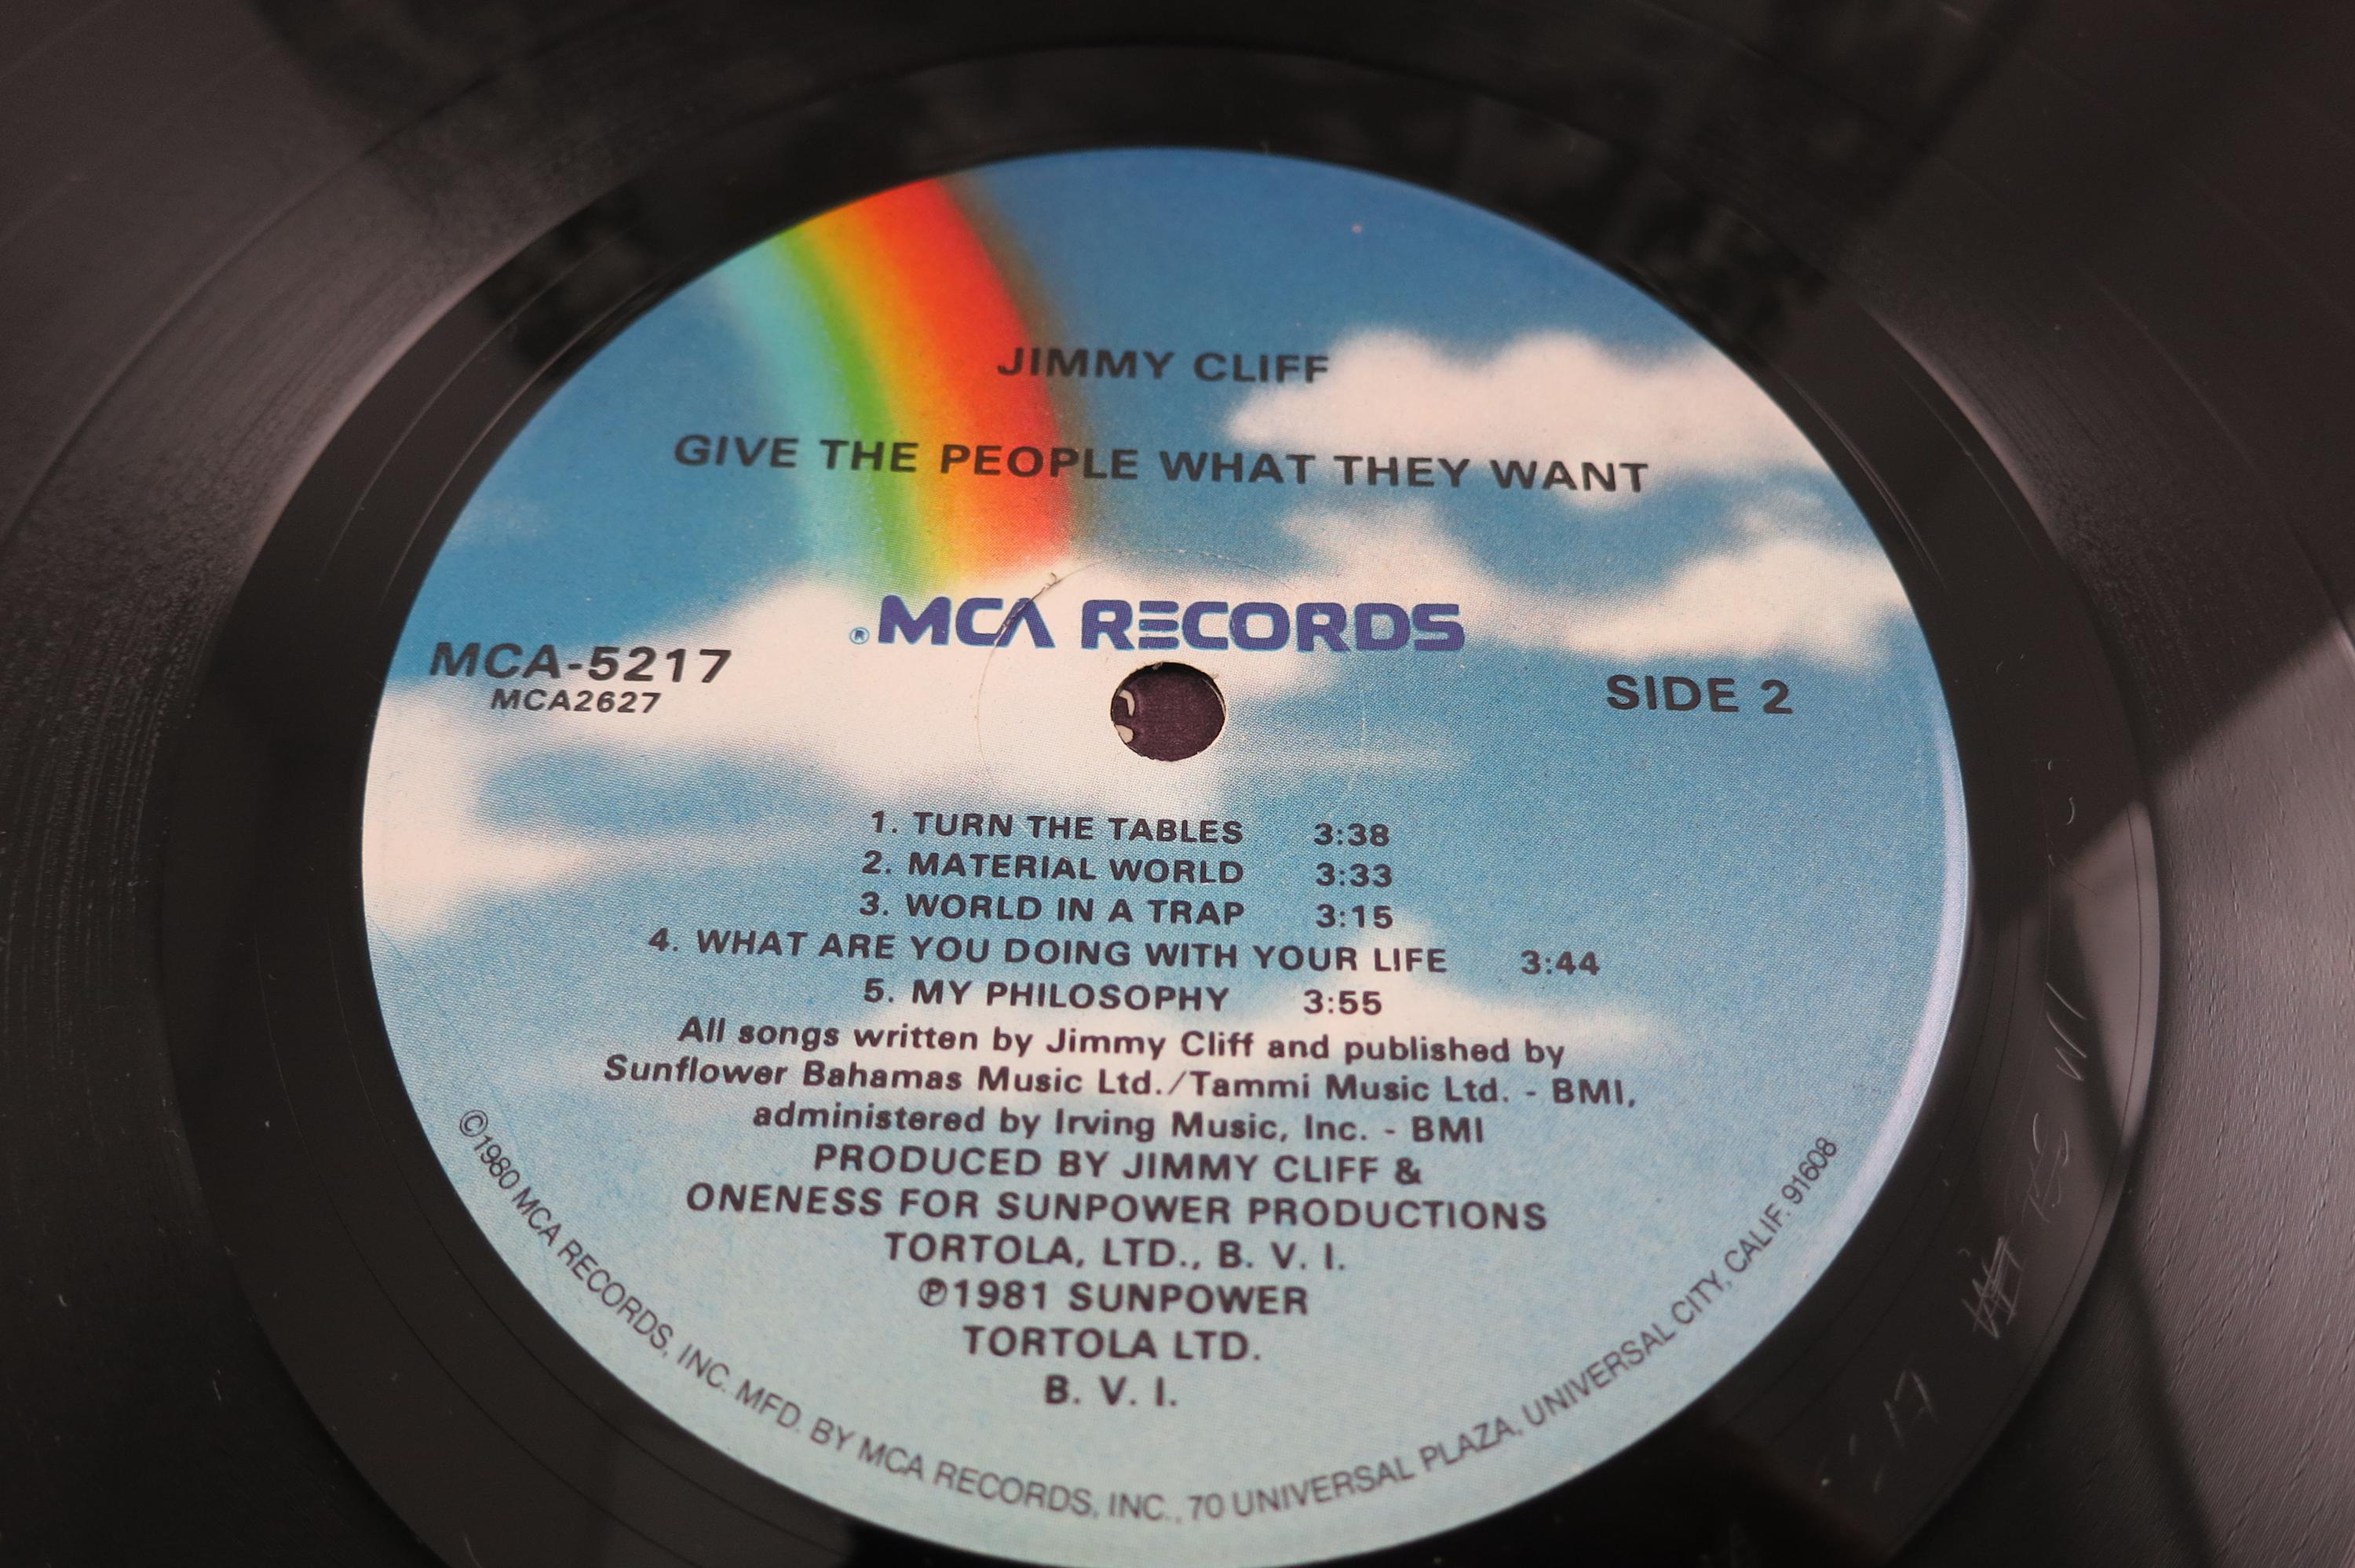 JIMMY CLIFF
GIVE THE PEOPLE WHAT THEY WANT
® MCA RECORDS
MCA-5217
MCA2627
SIDE 2
1. TURN THE TABLES 3:38
2. MATERIAL WORLD 3:33
3. WORLD IN A TRAP 3:15
4. WHAT ARE YOU DOING WITH YOUR LIFE 3:44
5. MY PHILOSOPHY 3:55
All songs written by Jimmy Cliff and published by
Sunflower Bahamas Music Ltd./Tammi Music Ltd. - BMI,
administered by Irving Music, Inc. - BMI
PRODUCED BY JIMMY CLIFF &
ONENESS FOR SUNPOWER PRODUCTIONS
TORTOLA, LTD., B. V. I.
℗1981 SUNPOWER
TORTOLA LTD.
B. V. I.
©1980 MCA RECORDS, INC. MFD. BY MCA RECORDS, INC., 70 UNIVERSAL PLAZA, UNIVERSAL CITY, CALIF. 91608